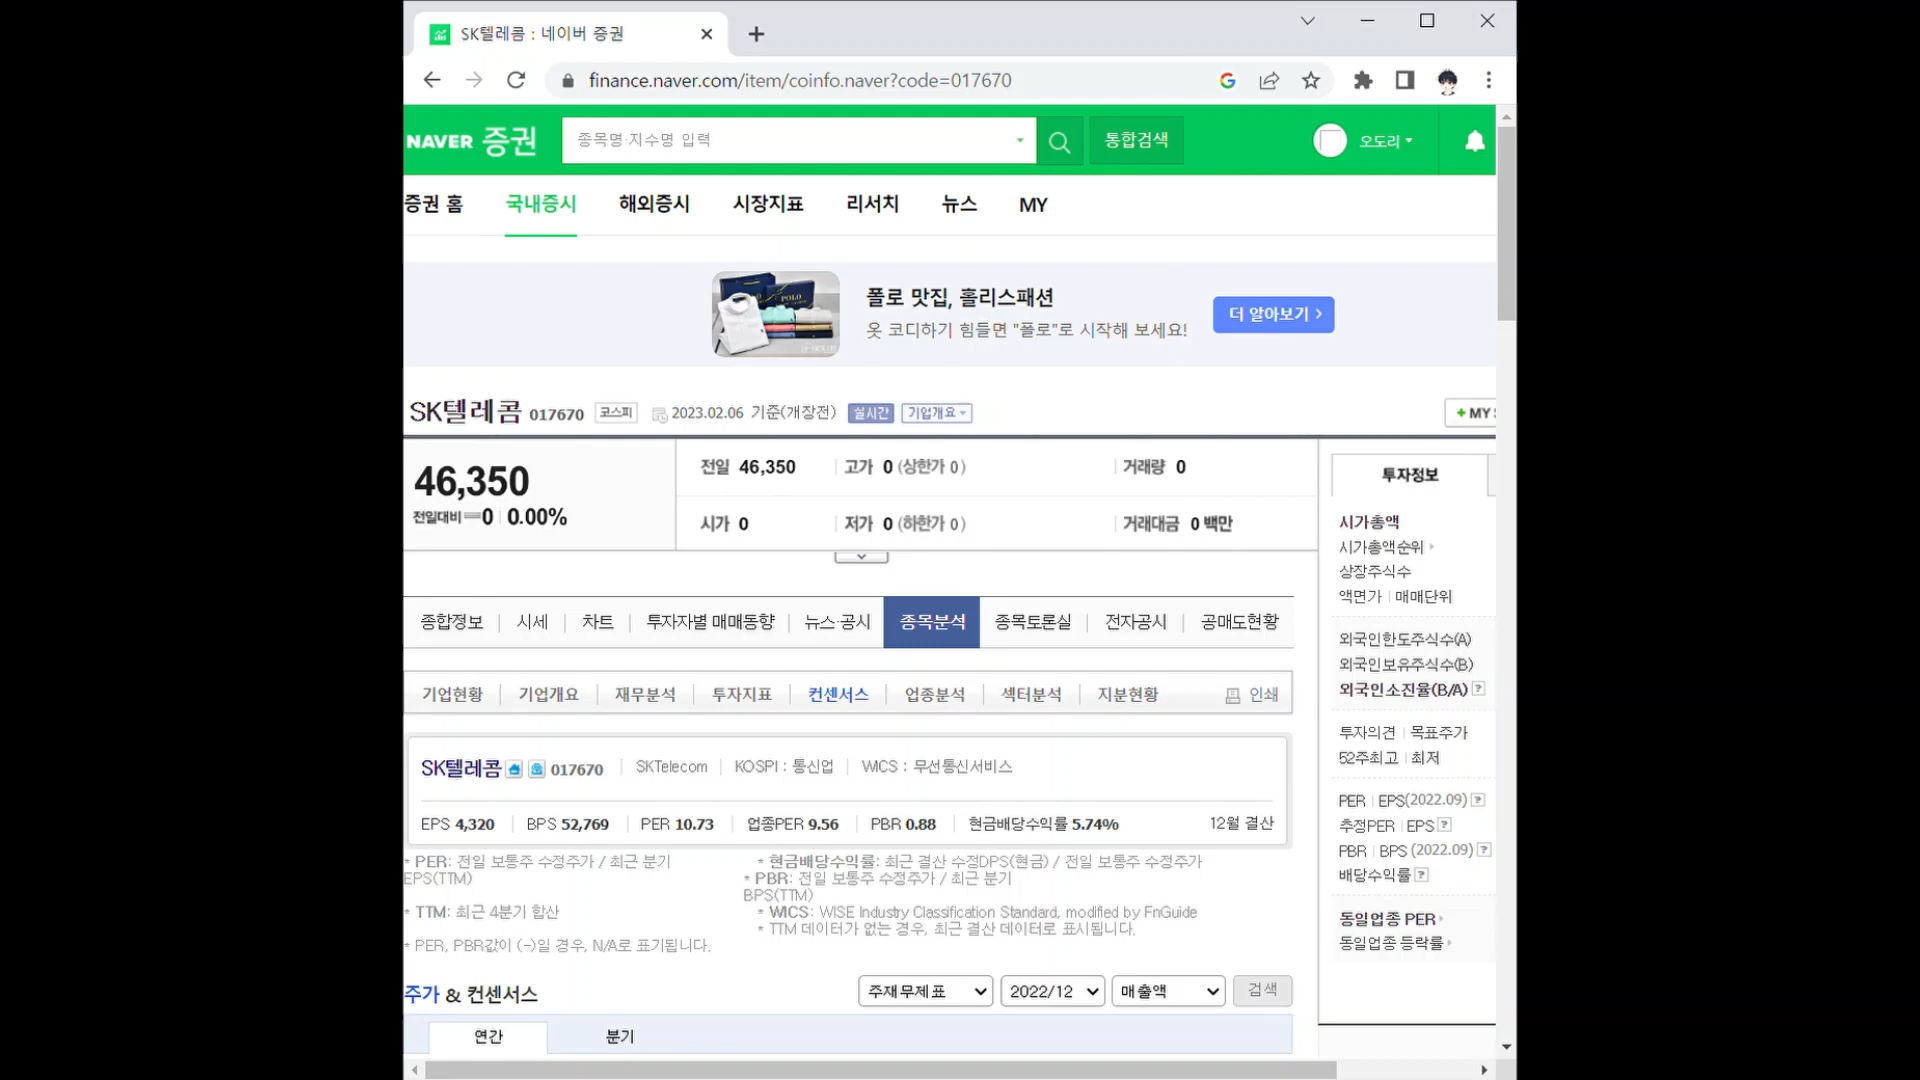 SK텔레콤 : 네이버 증권
finance.naver.com/item/coinfo.naver?code=017670
NAVER 증권
종목명·지수명 입력
통합검색
오도리
증권 홈
국내증시
해외증시
시장지표
리서치
뉴스
MY
POLO
폴로 맛집, 홀리스패션
옷 코디하기 힘들면 "폴로"로 시작해 보세요!
더 알아보기 >
SK텔레콤 017670 코스피 2023.02.06 기준(개장전) 실시간 기업개요
+ MY
46,350
전일대비 0 0.00%
전일 46,350
고가 0 (상한가 0)
거래량 0
시가 0
저가 0 (하한가 0)
거래대금 0 백만
종합정보 | 시세 | 차트 | 투자자별 매매동향 | 뉴스·공시 종목분석 종목토론실 | 전자공시 | 공매도현황
기업현황 | 기업개요 | 재무분석 | 투자지표 | 컨센서스 | 업종분석 | 섹터분석 | 지분현황
인쇄
SK텔레콤 017670 | SKTelecom | KOSPI : 통신업 | WICS : 무선통신서비스
EPS 4,320 | BPS 52,769 | PER 10.73 | 업종PER 9.56 | PBR 0.88 | 현금배당수익률 5.74%
12월 결산
* PER: 전일 보통주 수정주가 / 최근 분기
EPS(TTM)
* TTM: 최근 4분기 합산
* PER, PBR값이 (-)일 경우, N/A로 표기됩니다.
* 현금배당수익률: 최근 결산 수정DPS(현금) / 전일 보통주 수정주가
* PBR: 전일 보통주 수정주가 / 최근 분기
BPS(TTM)
* WICS: WISE Industry Classification Standard, modified by FnGuide
* TTM 데이터가 없는 경우, 최근 결산 데이터로 표시됩니다.
주가 & 컨센서스
주재무제표
2022/12
매출액
검색
연간
분기
투자정보
시가총액
시가총액순위
상장주식수
액면가 | 매매단위
외국인한도주식수(A)
외국인보유주식수(B)
외국인소진율(B/A) ?
투자의견 | 목표주가
52주최고 | 최저
PER | EPS(2022.09) ?
추정PER | EPS ?
PBR | BPS (2022.09) ?
배당수익률 ?
동일업종 PER
동일업종 등락률